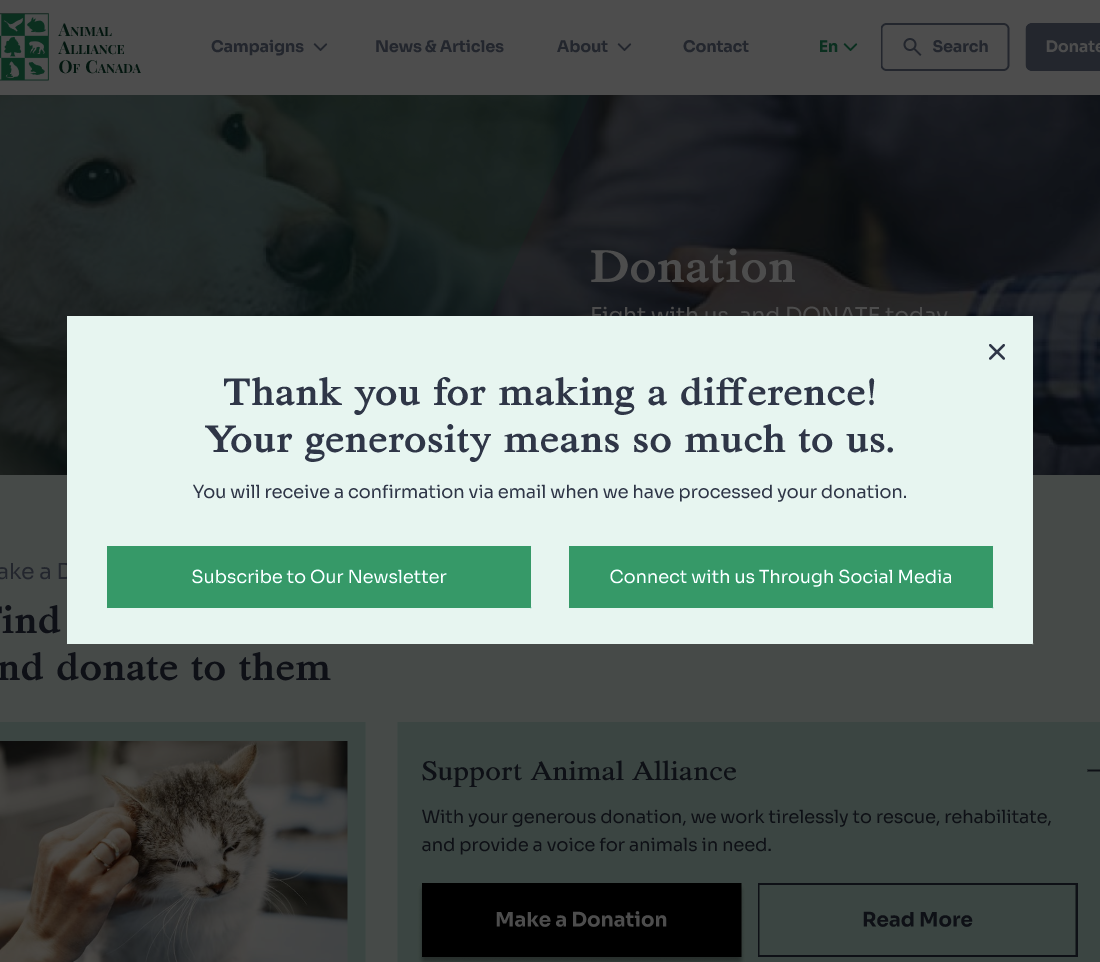 ANIMAL
ALLIANCE
OF CANADA
Campaigns
News & Articles
About
Contact
En
Search
Donate
Donation
Fight with us, and DONATE today
Thank you for making a difference!
Your generosity means so much to us.
You will receive a confirmation via email when we have processed your donation.
Subscribe to Our Newsletter
Connect with us Through Social Media
ake a D
Find
nd donate to them
Support Animal Alliance
With your generous donation, we work tirelessly to rescue, rehabilitate,
and provide a voice for animals in need.
Make a Donation
Read More